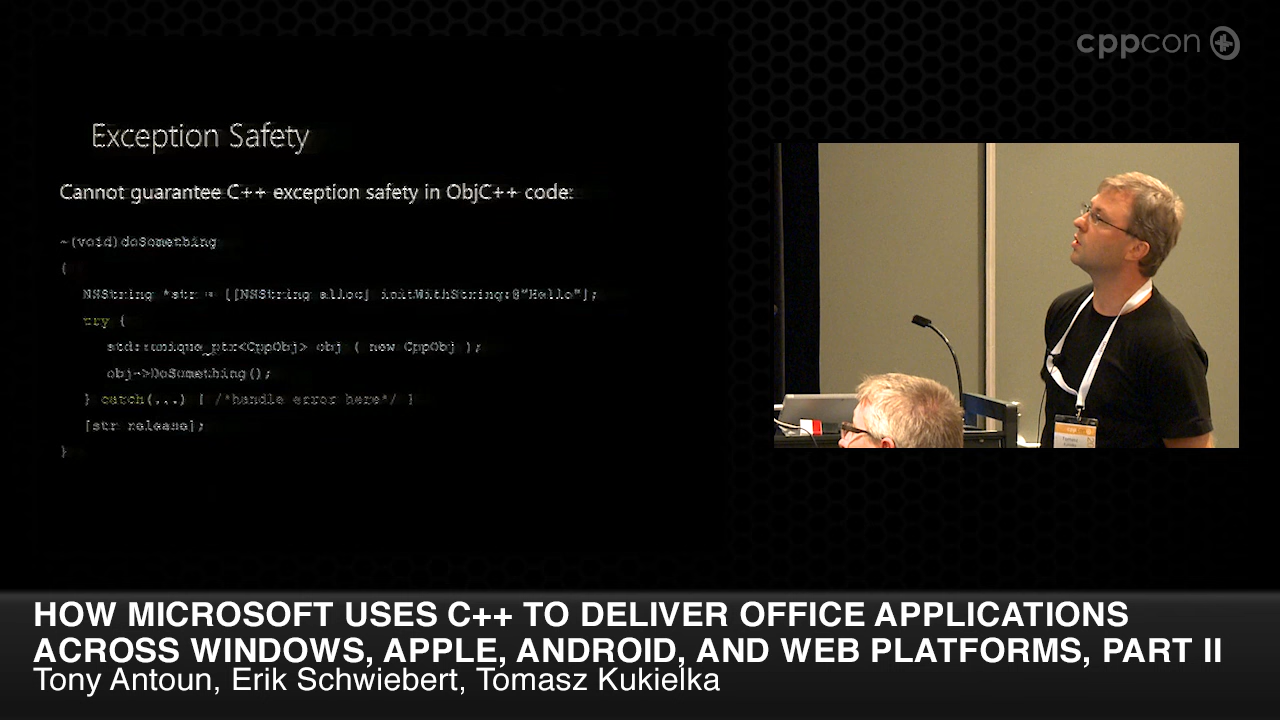 cppcon
Exception Safety
Cannot guarantee C++ exception safety in ObjC++ code:
-(void)doSomething
{
NSString *str = [[NSString alloc] initWithString:@"Hello"];
try {
std::unique_ptr<CppObj> obj ( new CppObj );
obj->DoSomething();
} catch(...) { /*handle error here*/ }
[str release];
}
HOW MICROSOFT USES C++ TO DELIVER OFFICE APPLICATIONS
ACROSS WINDOWS, APPLE, ANDROID, AND WEB PLATFORMS, PART II
Tony Antoun, Erik Schwiebert, Tomasz Kukielka